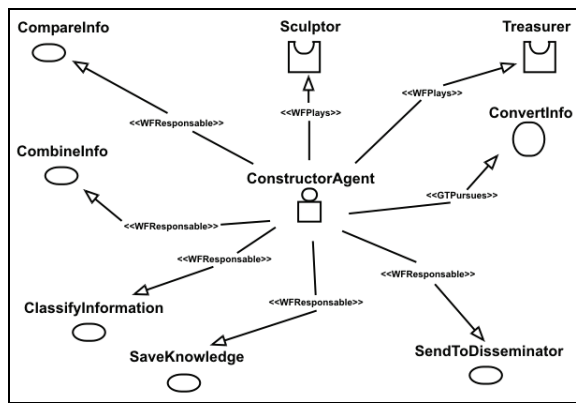 CompareInfo
Sculptor
Treasurer
<<WFPlays>>
<<WFPlays>>
ConvertInfo
<<WFResponsable>>
CombineInfo
ConstructorAgent
<<GTPursues>>
<<WFResponsable>>
<<WFResponsable>>
<<WFResponsable>>
<<WFResponsable>>
ClassifyInformation
SaveKnowledge
SendToDisseminator